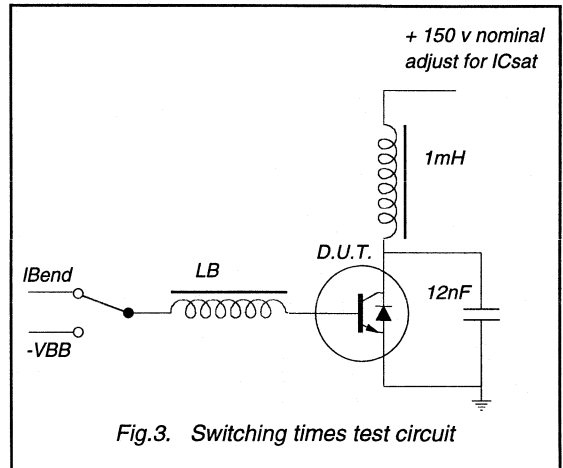 + 150 v nominal
adjust for ICsat
1mH
D.U.T.
LB
IBend
12nF
-VBB
Fig.3. Switching times test circuit